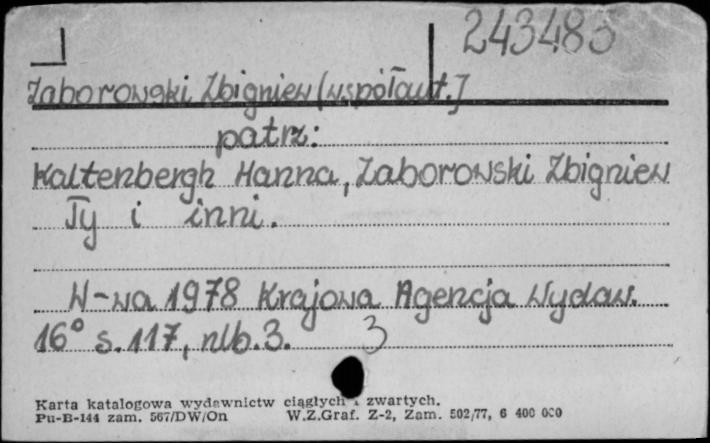 243483
Zaborowski Zbigniew [współaut.]
patrz:
Kaltenbergh Hanna, Zaborowski Zbigniew
Ty i inni.
W-wa 1978 Krajowa Agencja Wydaw.
16° s. 117, nlb. 3. 3
Karta katalogowa wydawnictw ciągłych i zwartych.
Pu-B-144 zam. 567/DW/On W.Z.Graf. Z-2, Zam. 502/77, 6 400 000